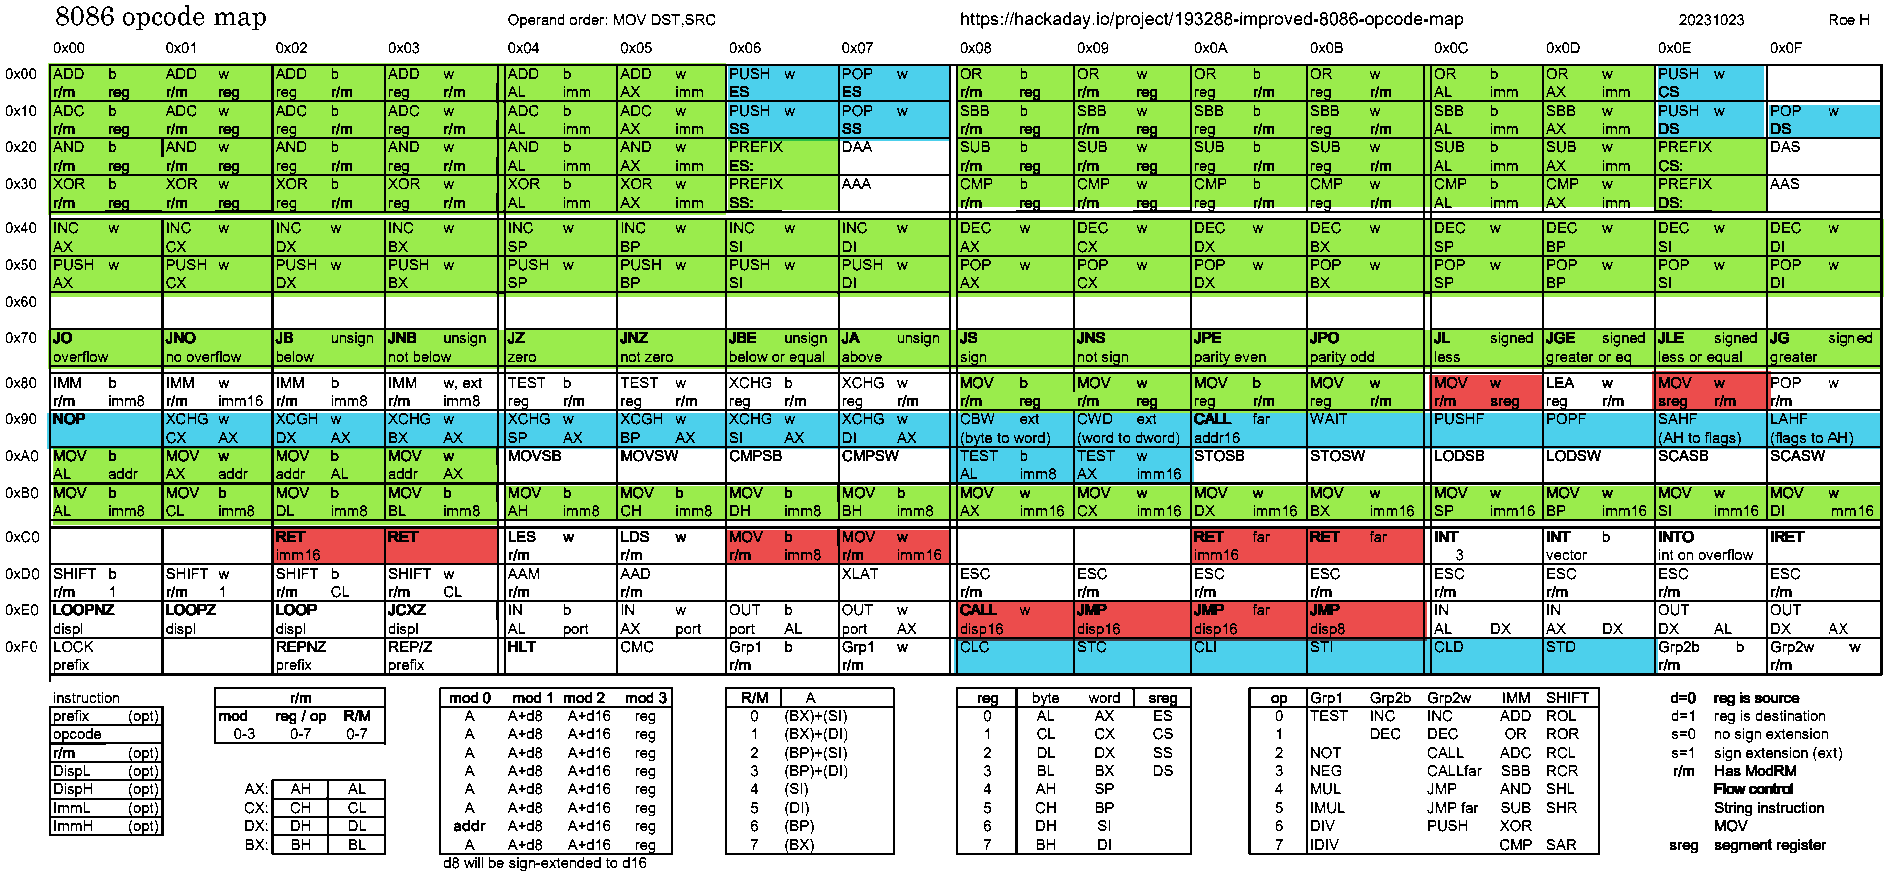 8086 opcode map Operand order: MOV DST,SRC https://hackaday.io/project/193288-improved-8086-opcode-map 20231023 Roe H
0x00 0x01 0x02 0x03 0x04 0x05 0x06 0x07 0x08 0x09 0x0A 0x0B 0x0C 0x0D 0x0E 0x0F
0x00 ADD b ADD w ADD b ADD w ADD b ADD w PUSH w POP w OR b OR w OR b OR w OR b OR w PUSH w
r/m reg r/m reg reg r/m reg r/m AL imm AX imm ES ES r/m reg r/m reg reg r/m reg r/m AL imm AX imm CS
0x10 ADC b ADC w ADC b ADC w ADC b ADC w PUSH w POP w SBB b SBB w SBB b SBB w SBB b SBB w PUSH w POP w
r/m reg r/m reg reg r/m reg r/m AL imm AX imm SS SS r/m reg r/m reg reg r/m reg r/m AL imm AX imm DS DS
0x20 AND b AND w AND b AND w AND b AND w PREFIX DAA SUB b SUB w SUB b SUB w SUB b SUB w PREFIX DAS
r/m reg r/m reg reg r/m reg r/m AL imm AX imm ES: r/m reg r/m reg reg r/m reg r/m AL imm AX imm CS:
0x30 XOR b XOR w XOR b XOR w XOR b XOR w PREFIX AAA CMP b CMP w CMP b CMP w CMP b CMP w PREFIX AAS
r/m reg r/m reg reg r/m reg r/m AL imm AX imm SS: r/m reg r/m reg reg r/m reg r/m AL imm AX imm DS:
0x40 INC w INC w INC w INC w INC w INC w INC w INC w DEC w DEC w DEC w DEC w DEC w DEC w DEC w DEC w
AX CX DX BX SP BP SI DI AX CX DX BX SP BP SI DI
0x50 PUSH w PUSH w PUSH w PUSH w PUSH w PUSH w PUSH w PUSH w POP w POP w POP w POP w POP w POP w POP w POP w
AX CX DX BX SP BP SI DI AX CX DX BX SP BP SI DI
0x60
0x70 JO JNO JB unsign JNB unsign JZ JNZ JBE unsign JA unsign JS JNS JPE JPO JL signed JGE signed JLE signed JG signed
overflow no overflow below not below zero not zero below or equal above sign not sign parity even parity odd less greater or eq less or equal greater
0x80 IMM b IMM w IMM b IMM w, ext TEST b TEST w XCHG b XCHG w MOV b MOV w MOV b MOV w MOV w LEA w MOV w POP w
r/m imm8 r/m imm16 r/m imm8 r/m imm8 reg r/m reg r/m reg r/m reg r/m r/m reg r/m reg reg r/m reg r/m r/m sreg reg r/m sreg r/m r/m
0x90 NOP XCHG w XCGH w XCHG w XCHG w XCGH w XCHG w XCHG w CBW ext CWD ext CALL far WAIT PUSHF POPF SAHF LAHF
CX AX DX AX BX AX SP AX BP AX SI AX DI AX (byte to word) (word to dword) addr16 (AH to flags) (flags to AH)
0xA0 MOV b MOV w MOV b MOV w MOVSB MOVSW CMPSB CMPSW TEST b TEST w STOSB STOSW LODSB LODSW SCASB SCASW
AL addr AX addr addr AL addr AX AL imm8 AX imm16
0xB0 MOV b MOV b MOV b MOV b MOV b MOV b MOV b MOV b MOV w MOV w MOV w MOV w MOV w MOV w MOV w MOV w
AL imm8 CL imm8 DL imm8 BL imm8 AH imm8 CH imm8 DH imm8 BH imm8 AX imm16 CX imm16 DX imm16 BX imm16 SP imm16 BP imm16 SI imm16 DI mm16
0xC0 RET RET LES w LDS w MOV b MOV w RET far RET far INT INT b INTO IRET
imm16 r/m r/m r/m imm8 r/m imm16 imm16 3 vector int on overflow
0xD0 SHIFT b SHIFT w SHIFT b SHIFT w AAM AAD XLAT ESC ESC ESC ESC ESC ESC ESC ESC
r/m 1 r/m 1 r/m CL r/m CL r/m r/m r/m r/m r/m r/m r/m r/m
0xE0 LOOPNZ LOOPZ LOOP JCXZ IN b IN w OUT b OUT w CALL w JMP JMP far JMP IN IN OUT OUT
displ displ displ displ AL port AX port port AL port AX disp16 disp16 disp16 disp8 AL DX AX DX DX AL DX AX
0xF0 LOCK REPNZ REP/Z HLT CMC Grp1 b Grp1 w CLC STC CLI STI CLD STD Grp2b b Grp2w w
prefix prefix prefix r/m r/m r/m r/m
instruction r/m mod 0 mod 1 mod 2 mod 3 R/M A reg byte word sreg op Grp1 Grp2b Grp2w IMM SHIFT d=0 reg is source
prefix (opt) mod reg / op R/M A A+d8 A+d16 reg 0 (BX)+(SI) 0 AL AX ES 0 TEST INC INC ADD ROL d=1 reg is destination
opcode 0-3 0-7 0-7 A A+d8 A+d16 reg 1 (BX)+(DI) 1 CL CX CS 1 DEC DEC OR ROR s=0 no sign extension
r/m (opt) A A+d8 A+d16 reg 2 (BP)+(SI) 2 DL DX SS 2 NOT CALL ADC RCL s=1 sign extension (ext)
DispL (opt) A A+d8 A+d16 reg 3 (BP)+(DI) 3 BL BX DS 3 NEG CALLfar SBB RCR r/m Has ModRM
DispH (opt) AX: AH AL A A+d8 A+d16 reg 4 (SI) 4 AH SP 4 MUL JMP AND SHL Flow control
ImmL (opt) CX: CH CL A A+d8 A+d16 reg 5 (DI) 5 CH BP 5 IMUL JMP far SUB SHR String instruction
ImmH (opt) DX: DH DL addr A+d8 A+d16 reg 6 (BP) 6 DH SI 6 DIV PUSH XOR MOV
BX: BH BL A A+d8 A+d16 reg 7 (BX) 7 BH DI 7 IDIV CMP SAR sreg segment register
d8 will be sign-extended to d16